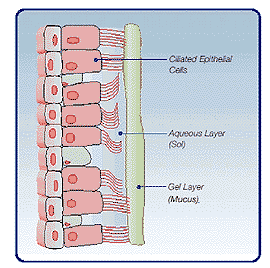 Ciliated Epithelial
Cells
Aqueous Layer
(Sol)
Gel Layer
(Mucus)